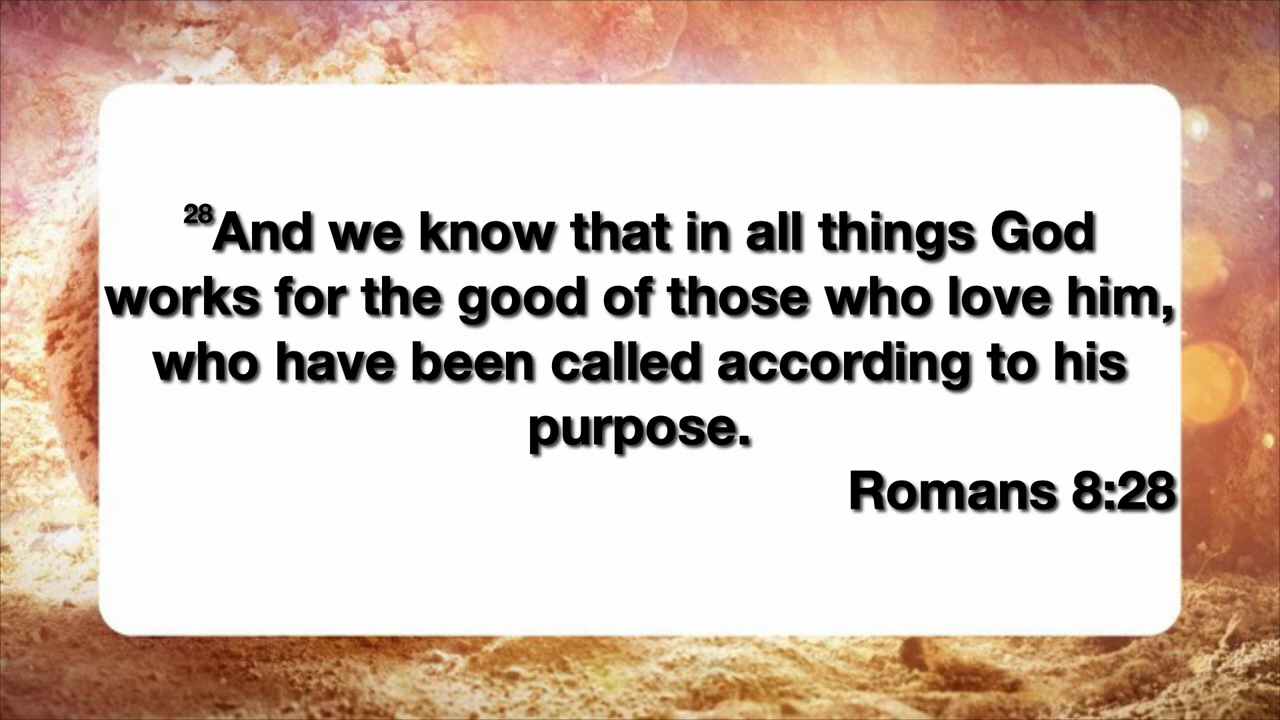 28And we know that in all things God
works for the good of those who love him,
who have been called according to his
purpose.
Romans 8:28